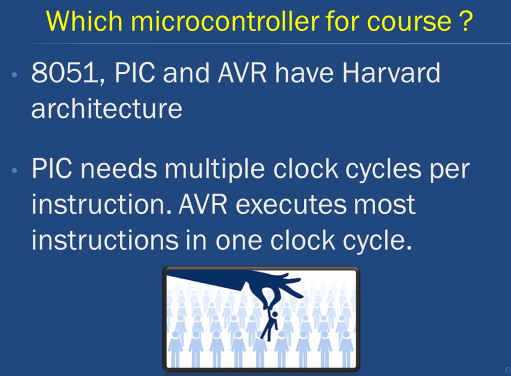 Which microcontroller for course ?
• 8051, PIC and AVR have Harvard
architecture
• PIC needs multiple clock cycles per
instruction. AVR executes most
instructions in one clock cycle.